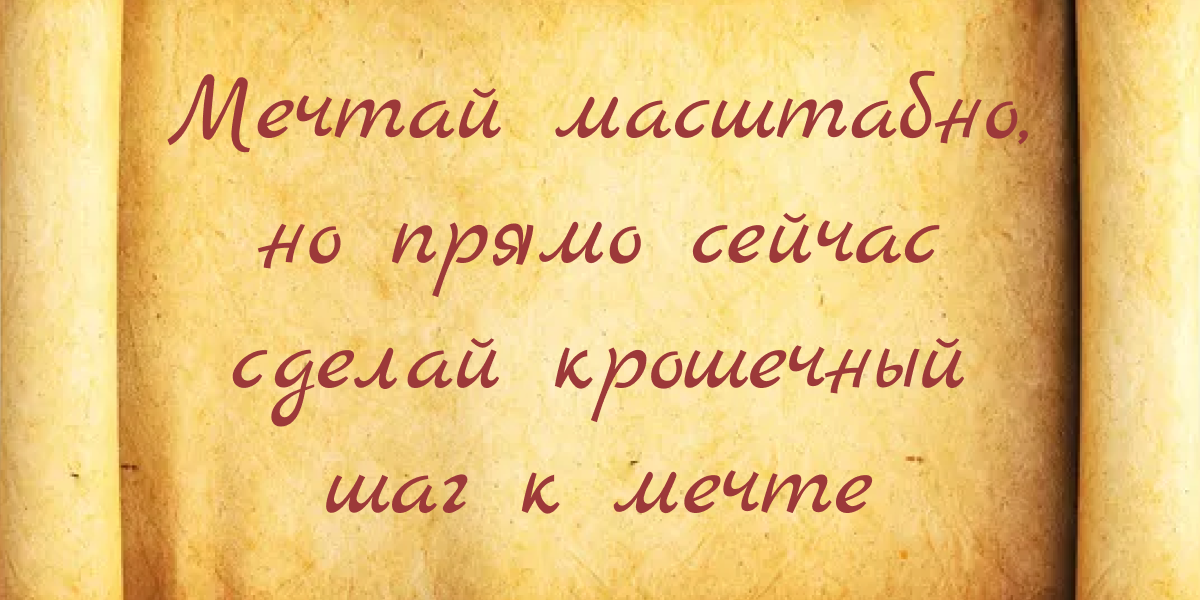 Мечтай масштабно,
но прямо сейчас
сделай крошечный
шаг к мечте